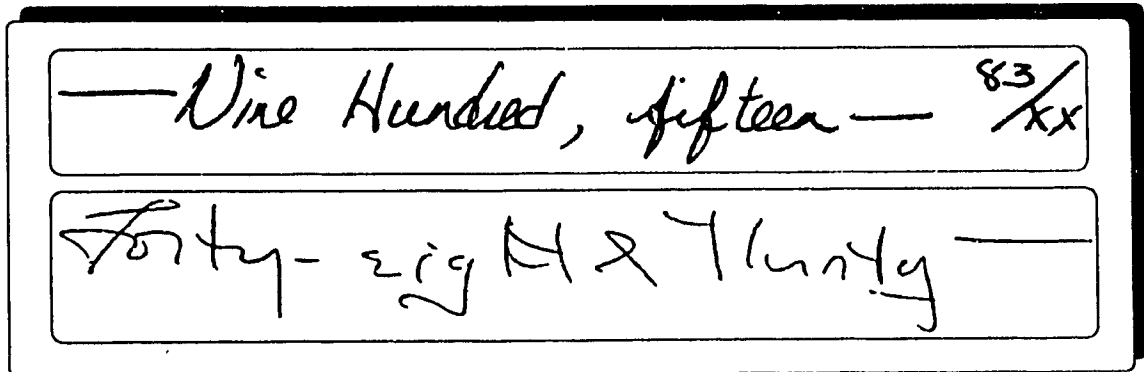 — Nine Hundred, fifteen — 83/xx
Forty-eight & Thirty —